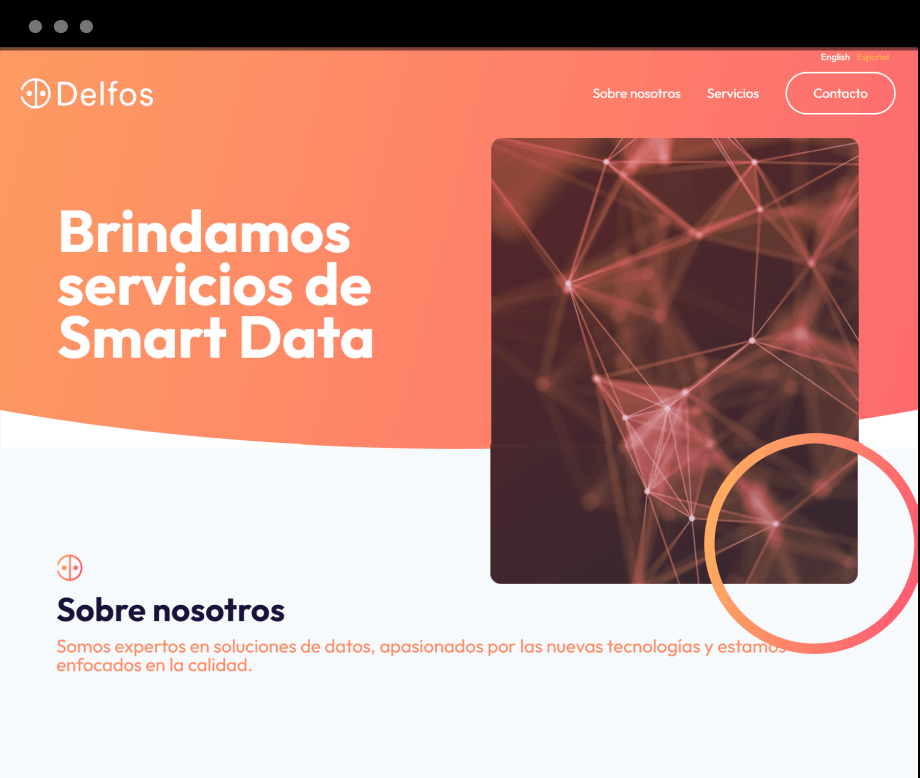 English Español
Delfos
Sobre nosotros Servicios Contacto
Brindamos
servicios de
Smart Data
Sobre nosotros
Somos expertos en soluciones de datos, apasionados por las nuevas tecnologías y estamos
enfocados en la calidad.